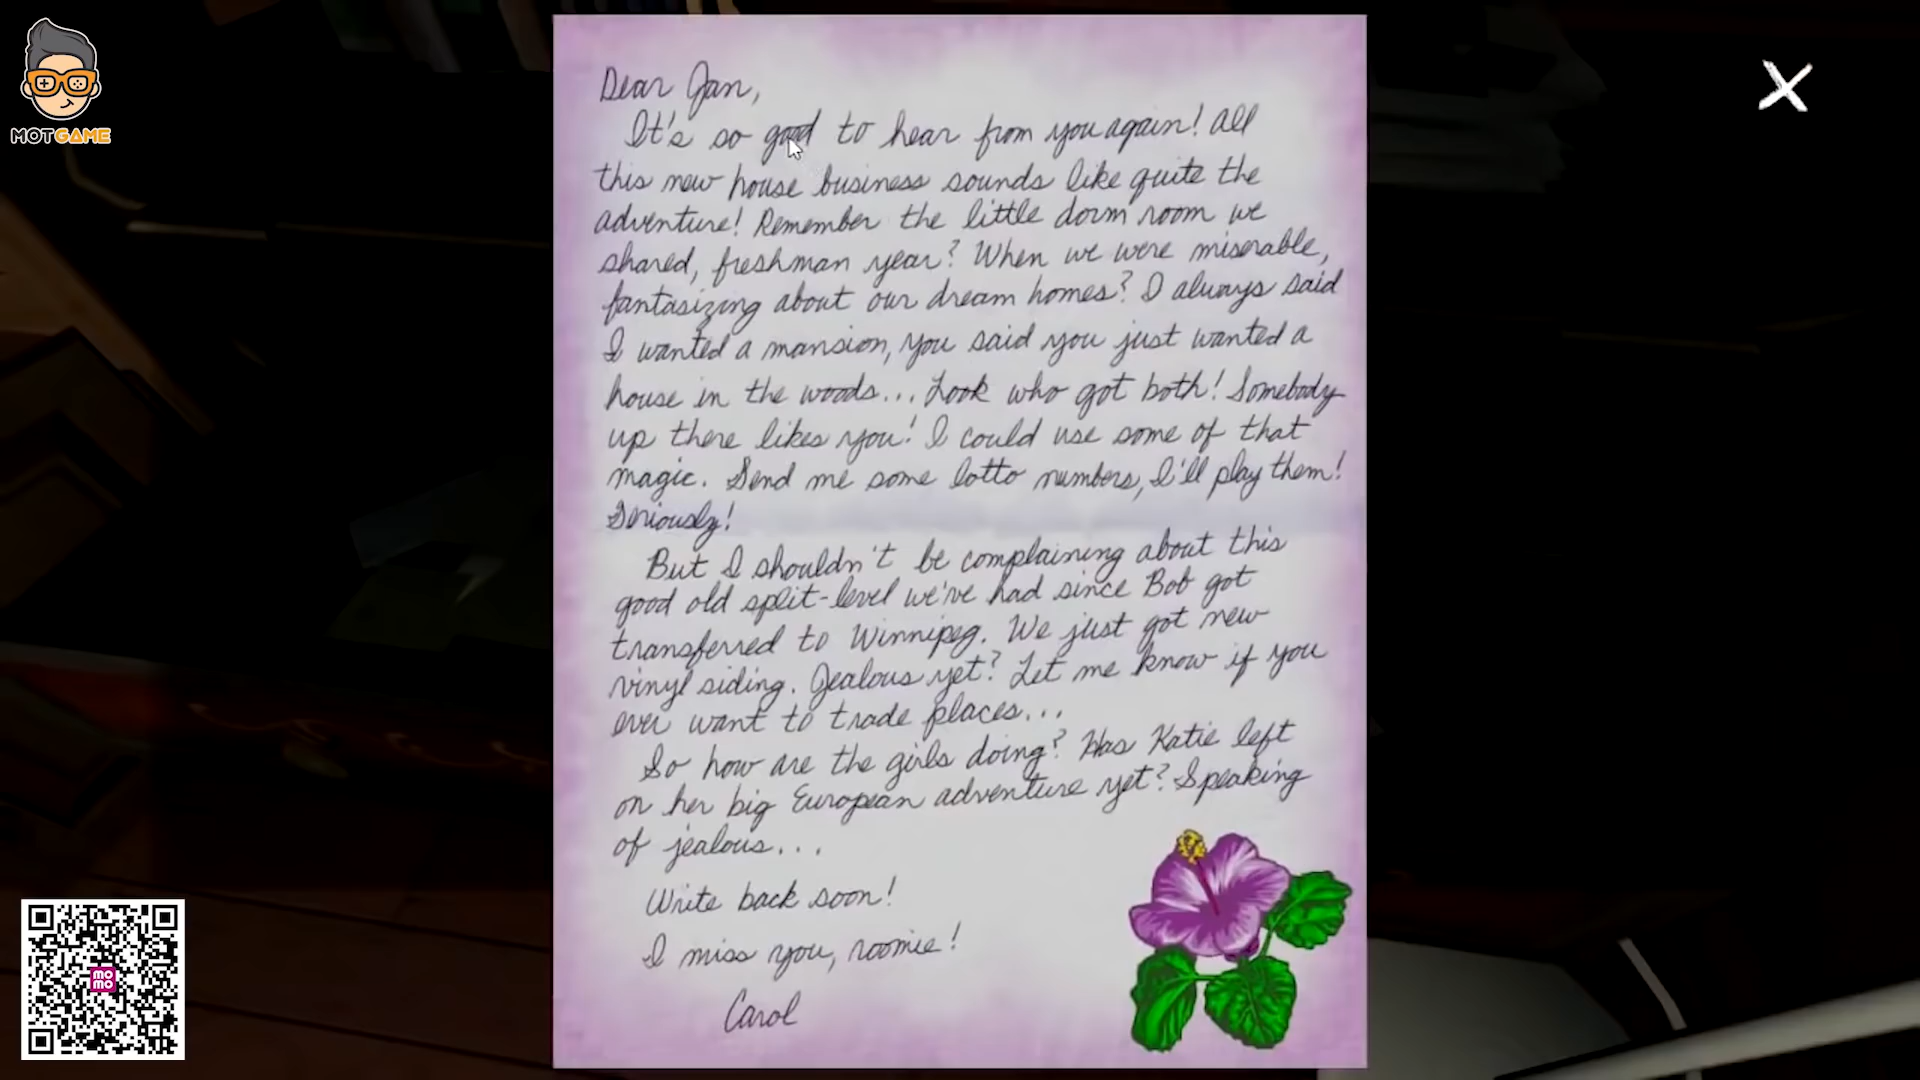 MOTGAME
Dear Jan,
It's so good to hear from you again! All
this new house business sounds like quite the
adventure! Remember the little dorm room we
shared, freshman year? When we were miserable,
fantasizing about our dream homes? I always said
I wanted a mansion, you said you just wanted a
house in the woods... Look who got both! Somebody
up there likes you! I could use some of that
magic. Send me some lotto numbers, I'll play them!
Seriously!
But I shouldn't be complaining about this
good old split-level we've had since Bob got
transferred to Winnipeg. We just got new
vinyl siding. Jealous yet? Let me know if you
ever want to trade places...
So how are the girls doing? Has Katie left
on her big European adventure yet? Speaking
of jealous...
Write back soon!
I miss you, roomie!
Carol
mo
mo